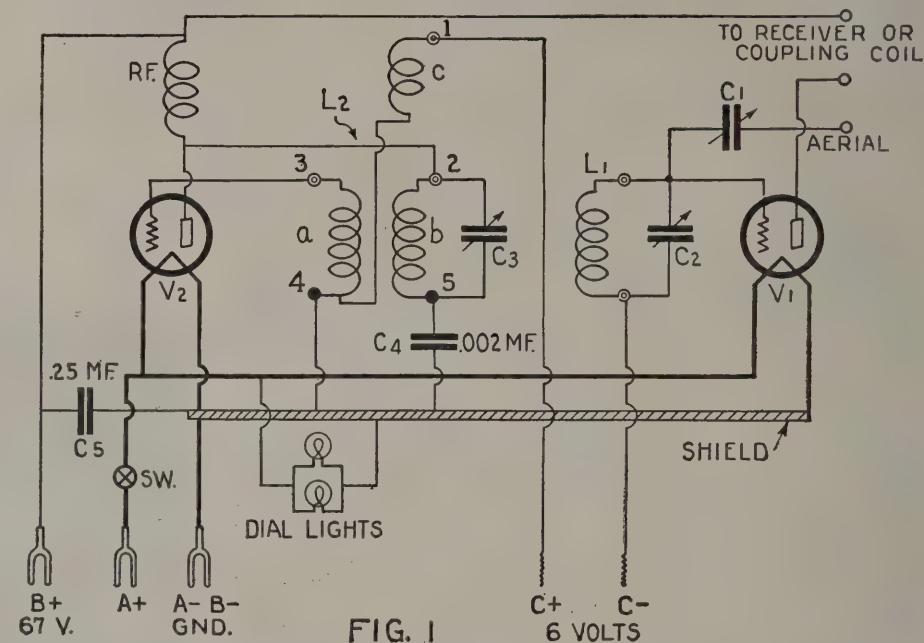 1
TO RECEIVER OR
COUPLING COIL
RF.
C
C1
L2
AERIAL
3
2
L1
a
b
C3
C2
V2
4
5
V1
C4
.002 MF.
.25 MF.
C5
SHIELD
SW.
DIAL LIGHTS
B+
67 V.
A+
A- B-
GND.
C+
C-
6 VOLTS
FIG. 1